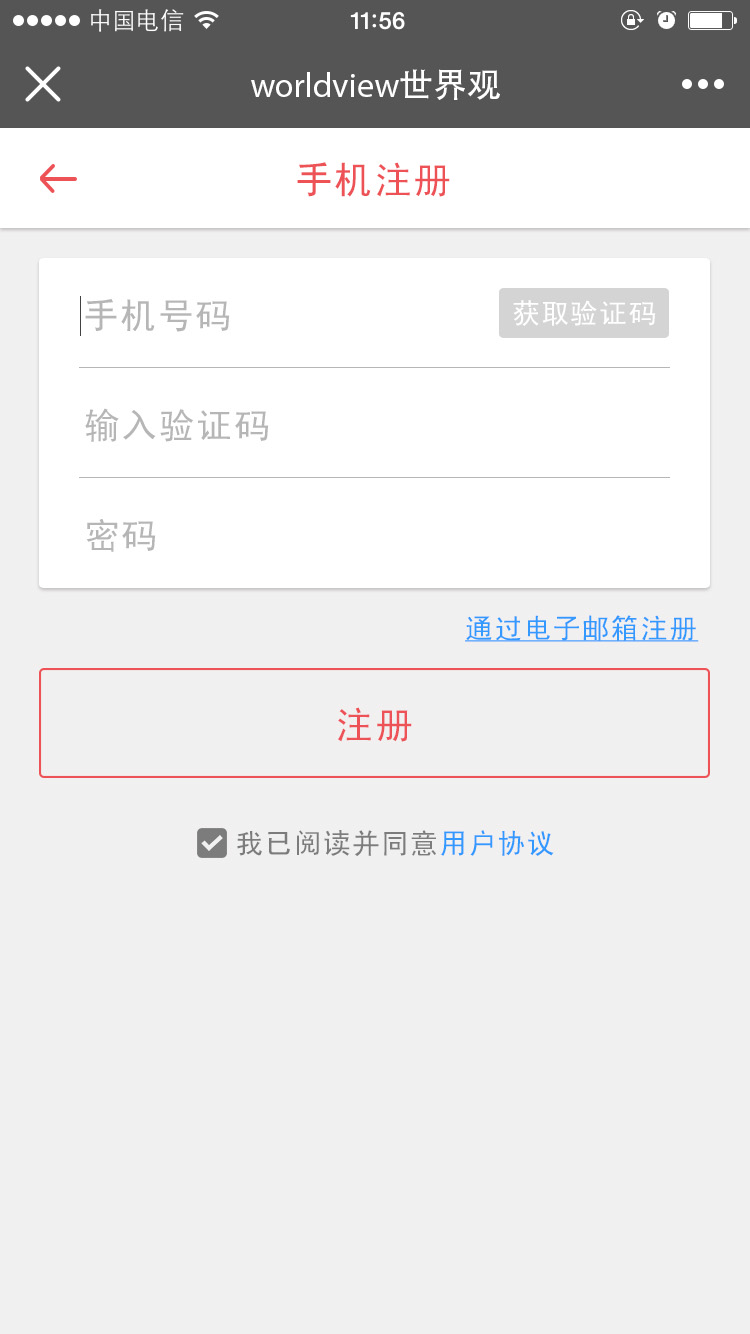 中国电信 11:56
worldview世界观
手机注册
手机号码 获取验证码
输入验证码
密码
通过电子邮箱注册
注册
我已阅读并同意用户协议